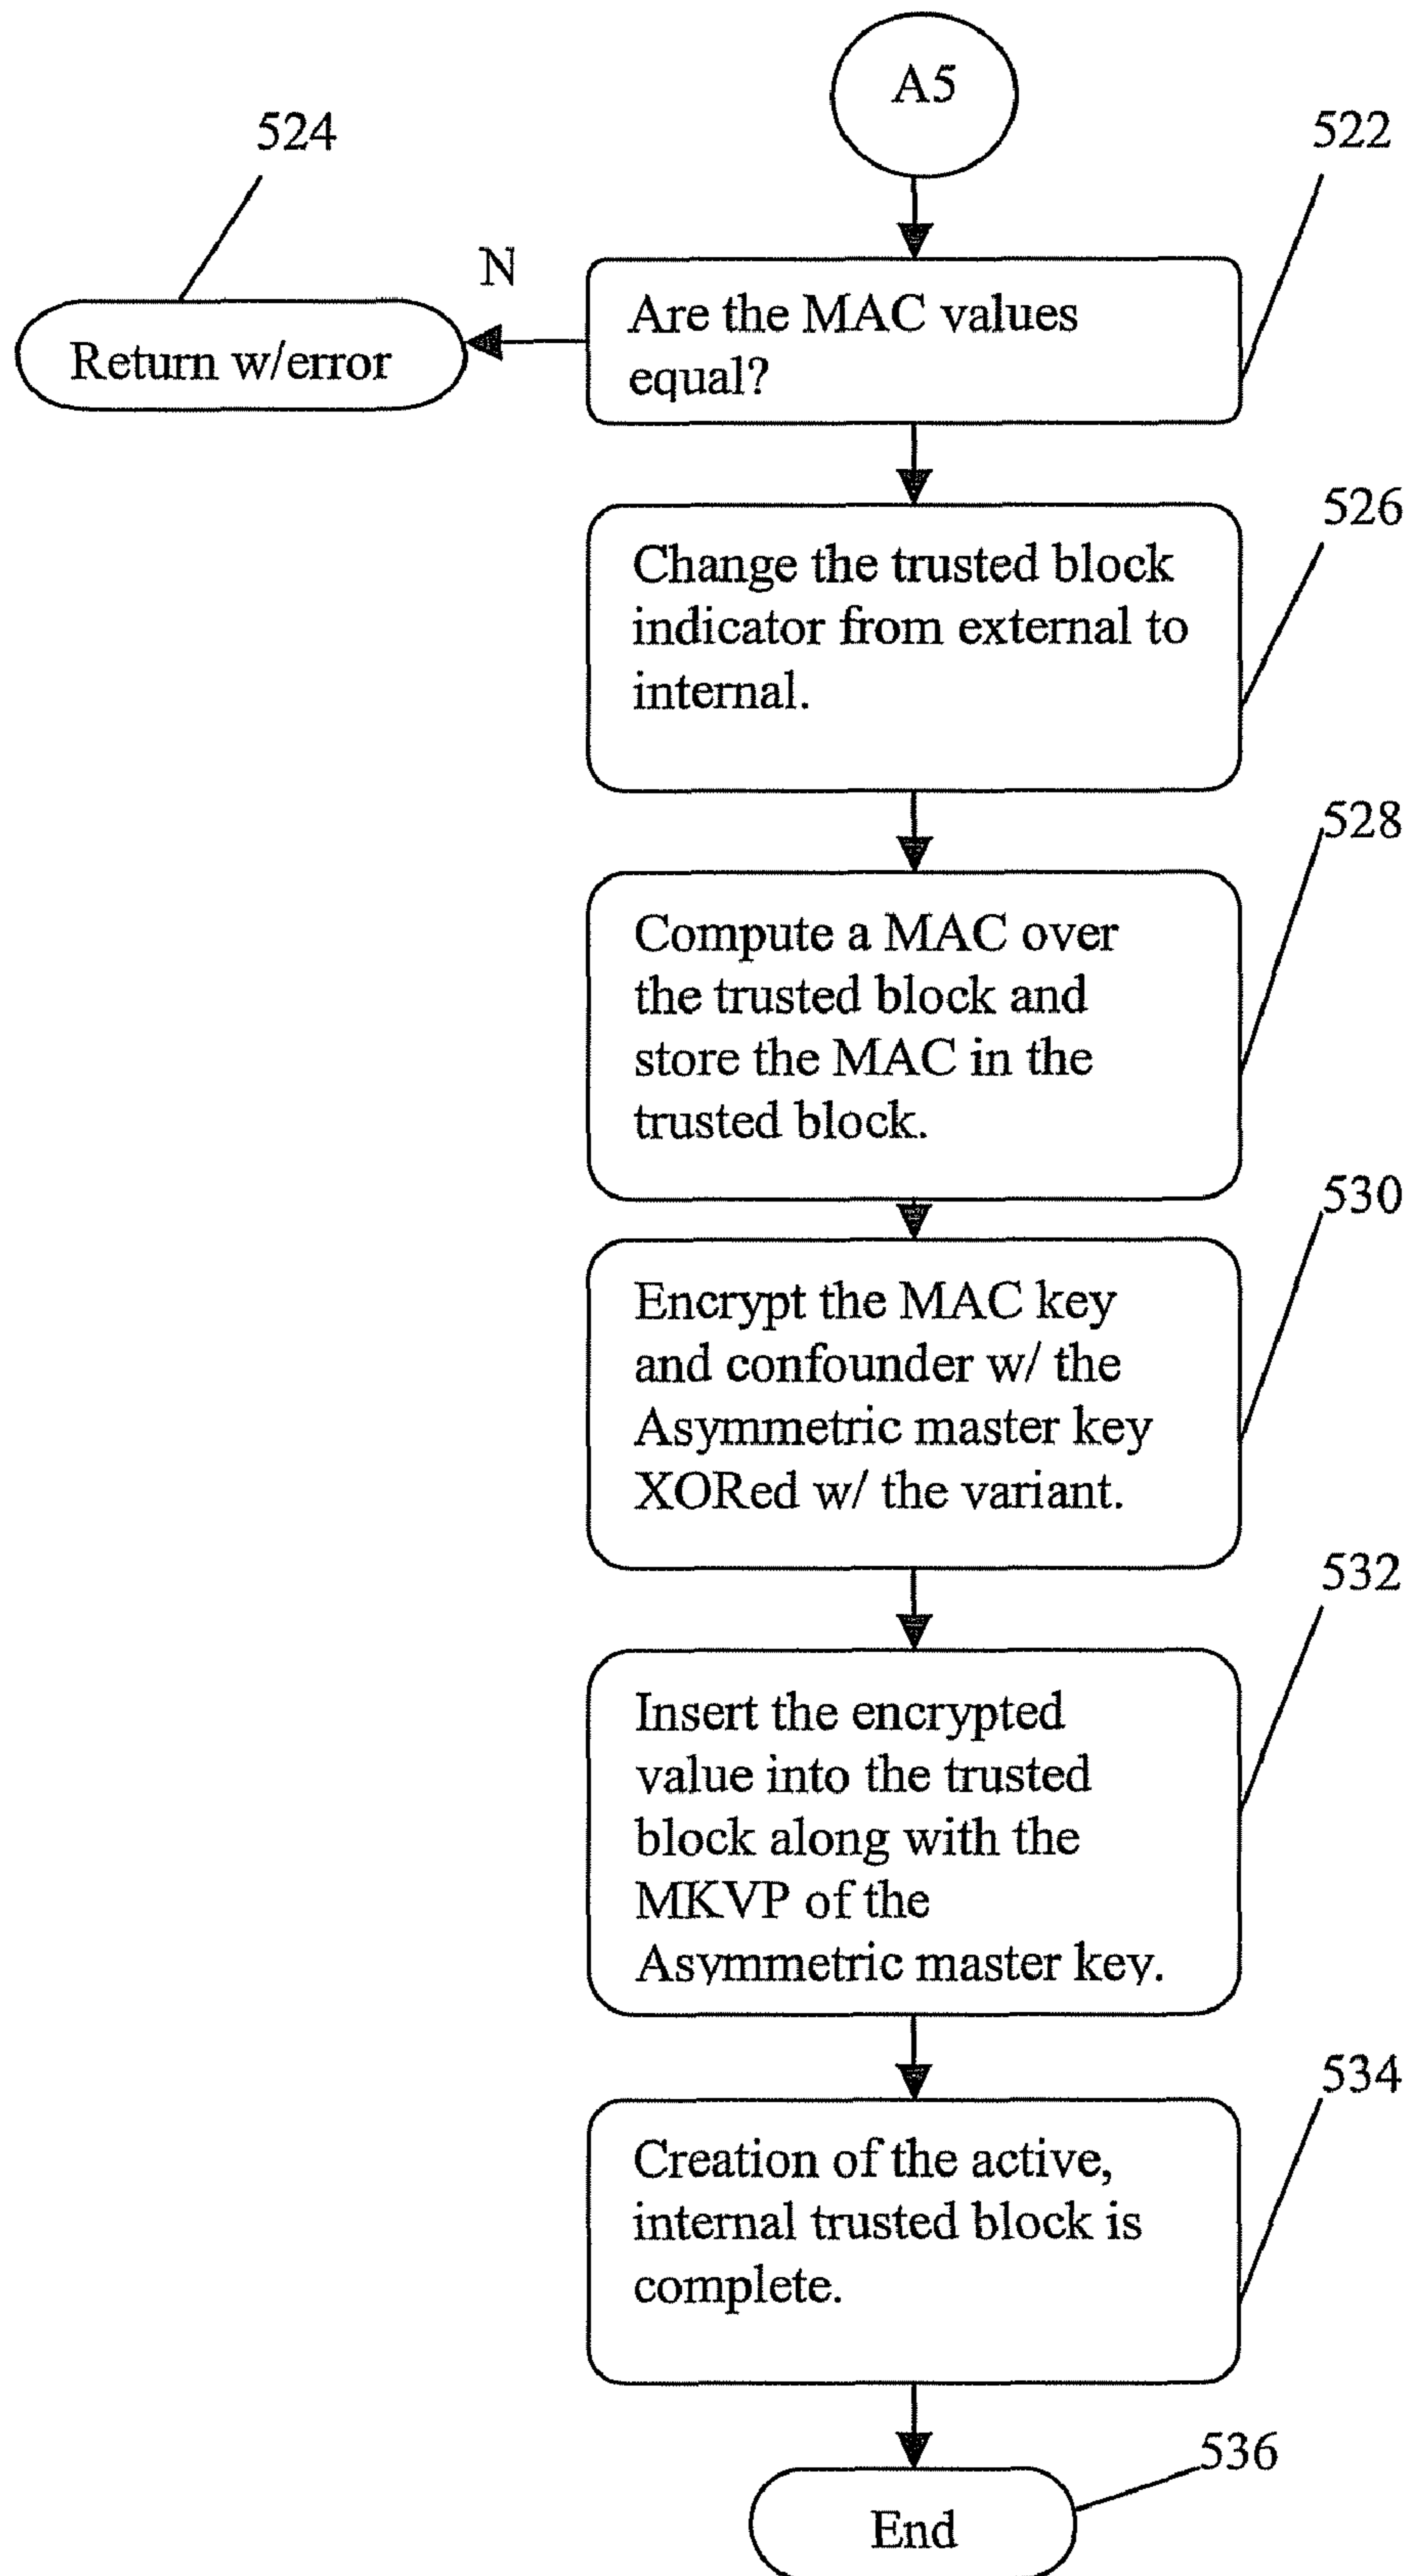 A5
524
522
N
Are the MAC values
equal?
Return w/error
526
Change the trusted block
indicator from external to
internal.
528
Compute a MAC over
the trusted block and
store the MAC in the
trusted block.
530
Encrypt the MAC key
and confounder w/ the
Asymmetric master key
XORed w/ the variant.
532
Insert the encrypted
value into the trusted
block along with the
MKVP of the
Asymmetric master key.
534
Creation of the active,
internal trusted block is
complete.
536
End